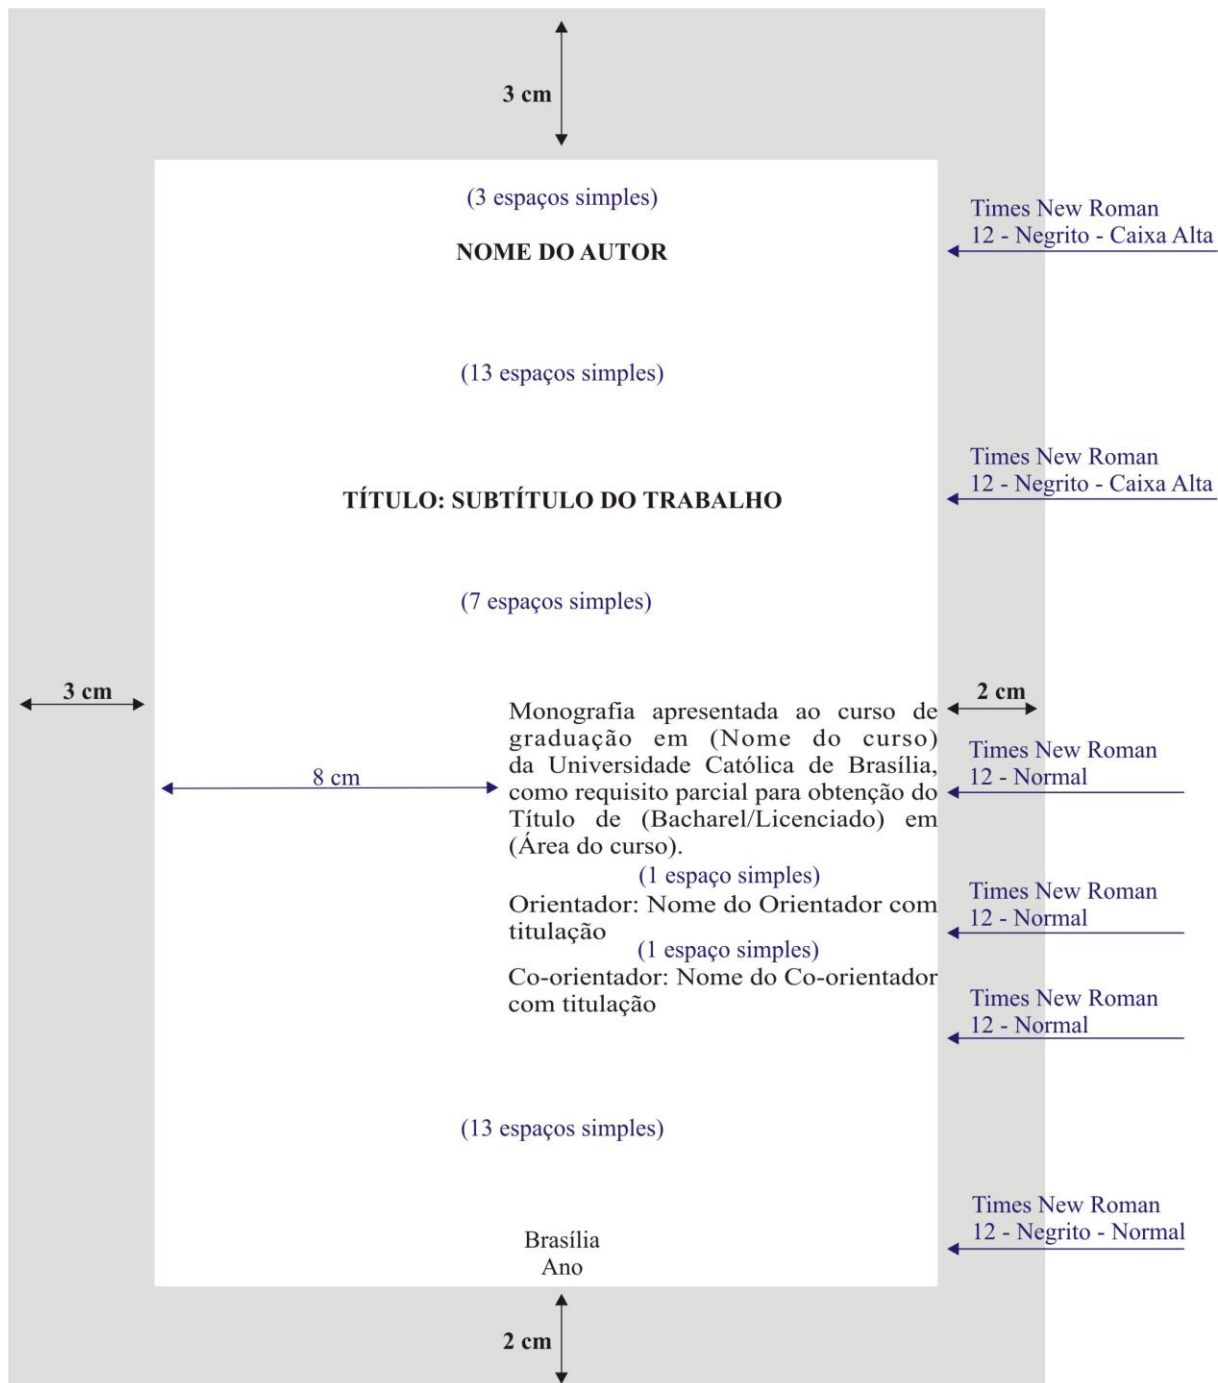 3 cm
(3 espaços simples)
Times New Roman
12 - Negrito - Caixa Alta
NOME DO AUTOR
(13 espaços simples)
Times New Roman
12 - Negrito - Caixa Alta
TÍTULO: SUBTÍTULO DO TRABALHO
(7 espaços simples)
3 cm
2 cm
Monografia apresentada ao curso de
graduação em (Nome do curso)
da Universidade Católica de Brasília,
como requisito parcial para obtenção do
Título de (Bacharel/Licenciado) em
(Área do curso).
8 cm
Times New Roman
12 - Normal
(1 espaço simples)
Orientador: Nome do Orientador com
titulação
Times New Roman
12 - Normal
(1 espaço simples)
Co-orientador: Nome do Co-orientador
com titulação
Times New Roman
12 - Normal
(13 espaços simples)
Times New Roman
12 - Negrito - Normal
Brasília
Ano
2 cm